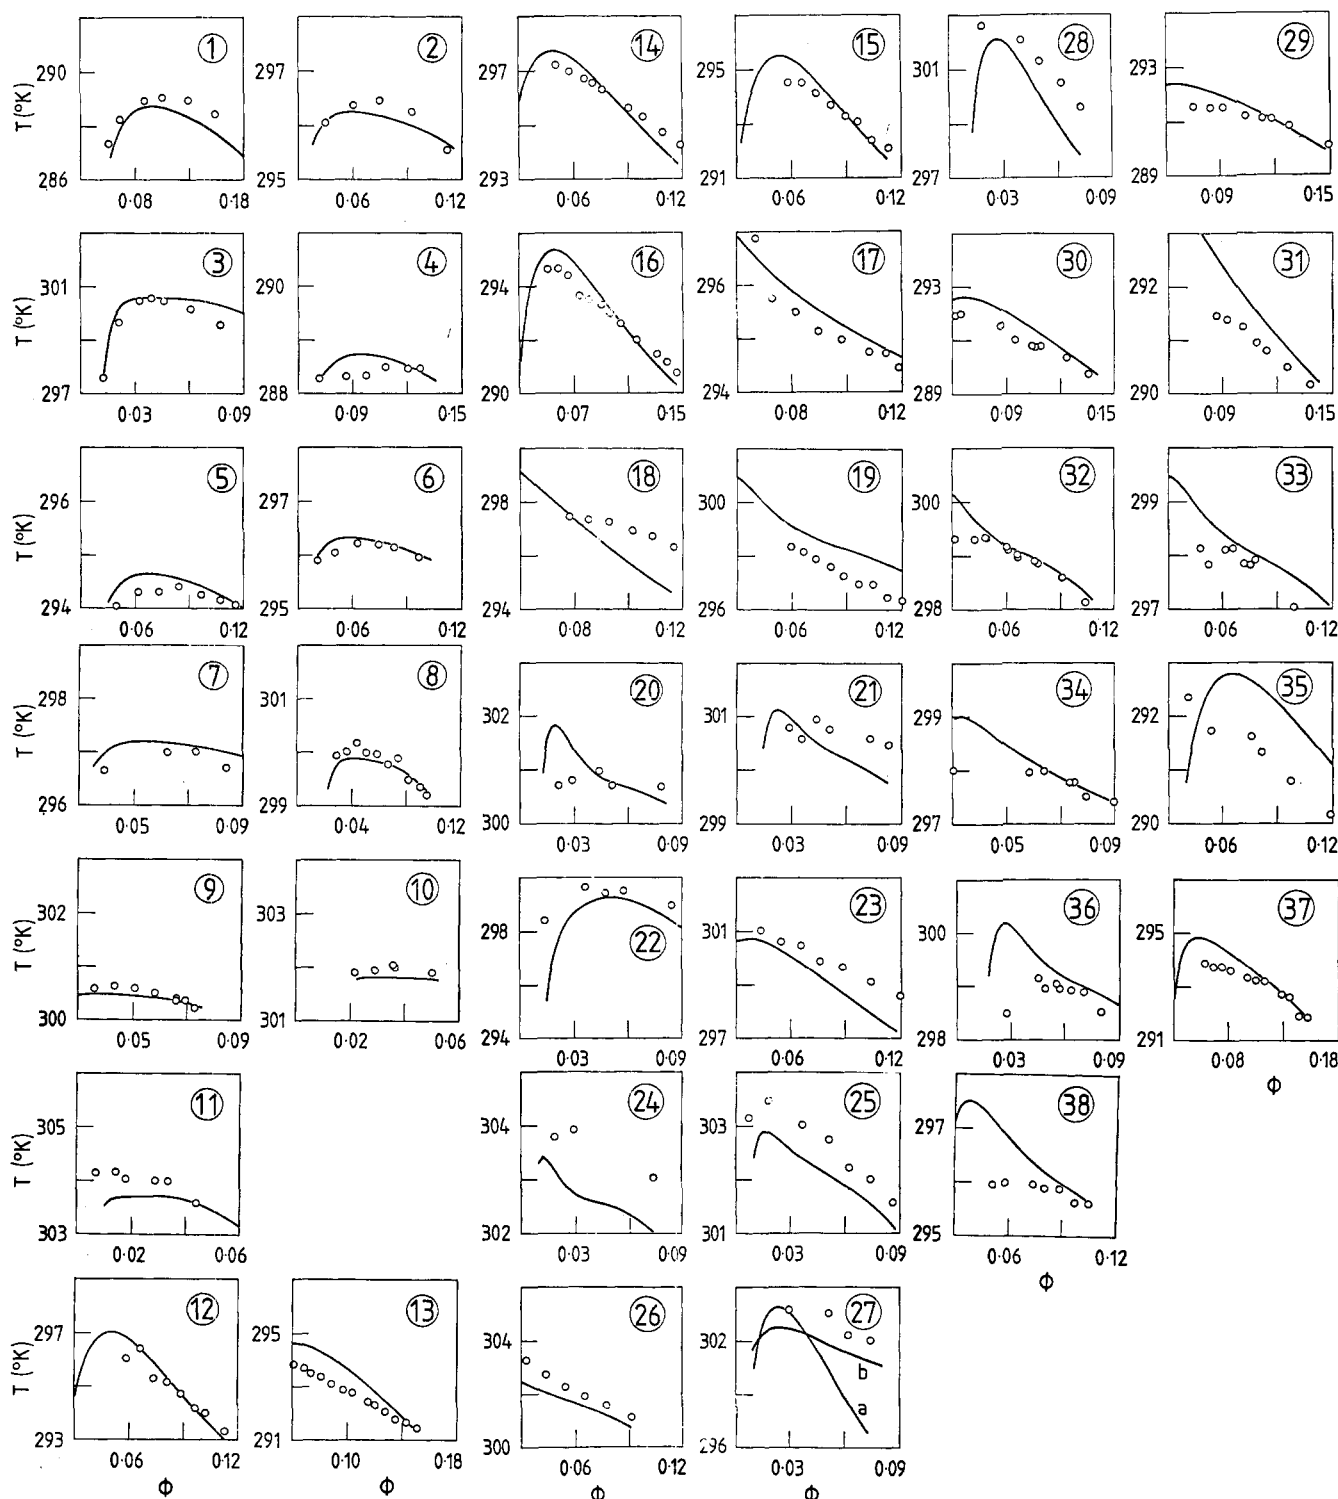 ① ② ⑭ ⑮ ㉘ ㉙
T (°K) 290 286 0·08 0·18
297 295 0·06 0·12
297 293 0·06 0·12
295 291 0·06 0·12
301 297 0·03 0·09
293 289 0·09 0·15
③ ④ ⑯ ⑰ ㉚ ㉛
T (°K) 301 297 0·03 0·09
290 288 0·09 0·15
294 290 0·07 0·15
296 294 0·08 0·12
293 289 0·09 0·15
292 290 0·09 0·15
⑤ ⑥ ⑱ ⑲ ㉜ ㉝
T (°K) 296 294 0·06 0·12
297 295 0·06 0·12
298 294 0·08 0·12
300 296 0·06 0·12
300 298 0·06 0·12
299 297 0·06 0·12
⑦ ⑧ ⑳ ㉑ ㉞ ㉟
T (°K) 298 296 0·05 0·09
301 299 0·04 0·12
302 300 0·03 0·09
301 299 0·03 0·09
299 297 0·06 0·09
292 290 0·06 0·12
⑨ ⑩ ㉒ ㉓ ㊱ ㊲
T (°K) 302 300 0·05 0·09
303 301 0·02 0·06
298 294 0·03 0·09
301 297 0·06 0·12
300 298 0·03 0·09
295 291 0·08 0·18
Φ
⑪ ㉔ ㉕ ㊳
T (°K) 305 303 0·02 0·06
304 302 0·03 0·09
303 301 0·03 0·09
297 295 0·06 0·12
Φ
⑫ ⑬ ㉖ ㉗
T (°K) 297 293 0·06 0·12
295 291 0·10 0·18
304 300 0·06 0·12
302 296 b a 0·03 0·09
Φ Φ Φ Φ